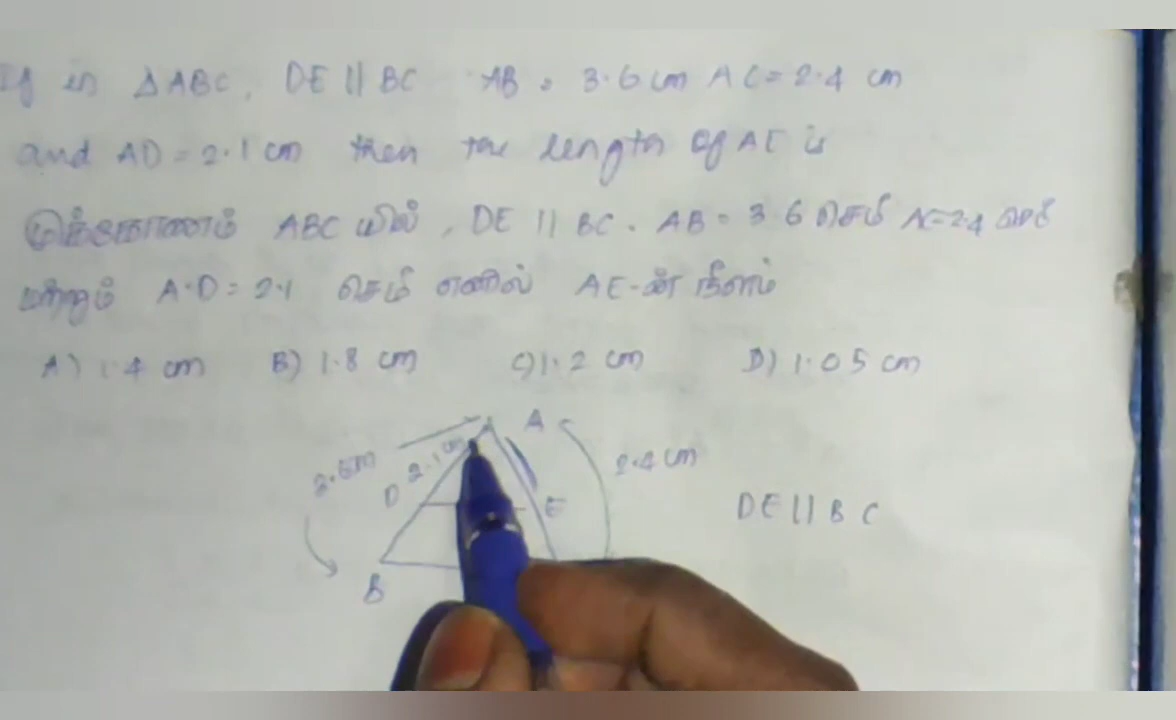 If in ΔABC, DE || BC AB = 3.6 cm AC = 2.4 cm
and AD = 2.1 cm then the length of AE is
முக்கோணம் ABC யில், DE || BC. AB = 3.6 செமீ AC = 2.4 செமீ
மற்றும் A.D = 2.1 செமீ எனில் AE-ன் நீளம்
A) 1.4 cm B) 1.8 cm C) 1.2 cm D) 1.05 cm
A
2.1 cm
2.4 cm
D
E
DE || BC
B